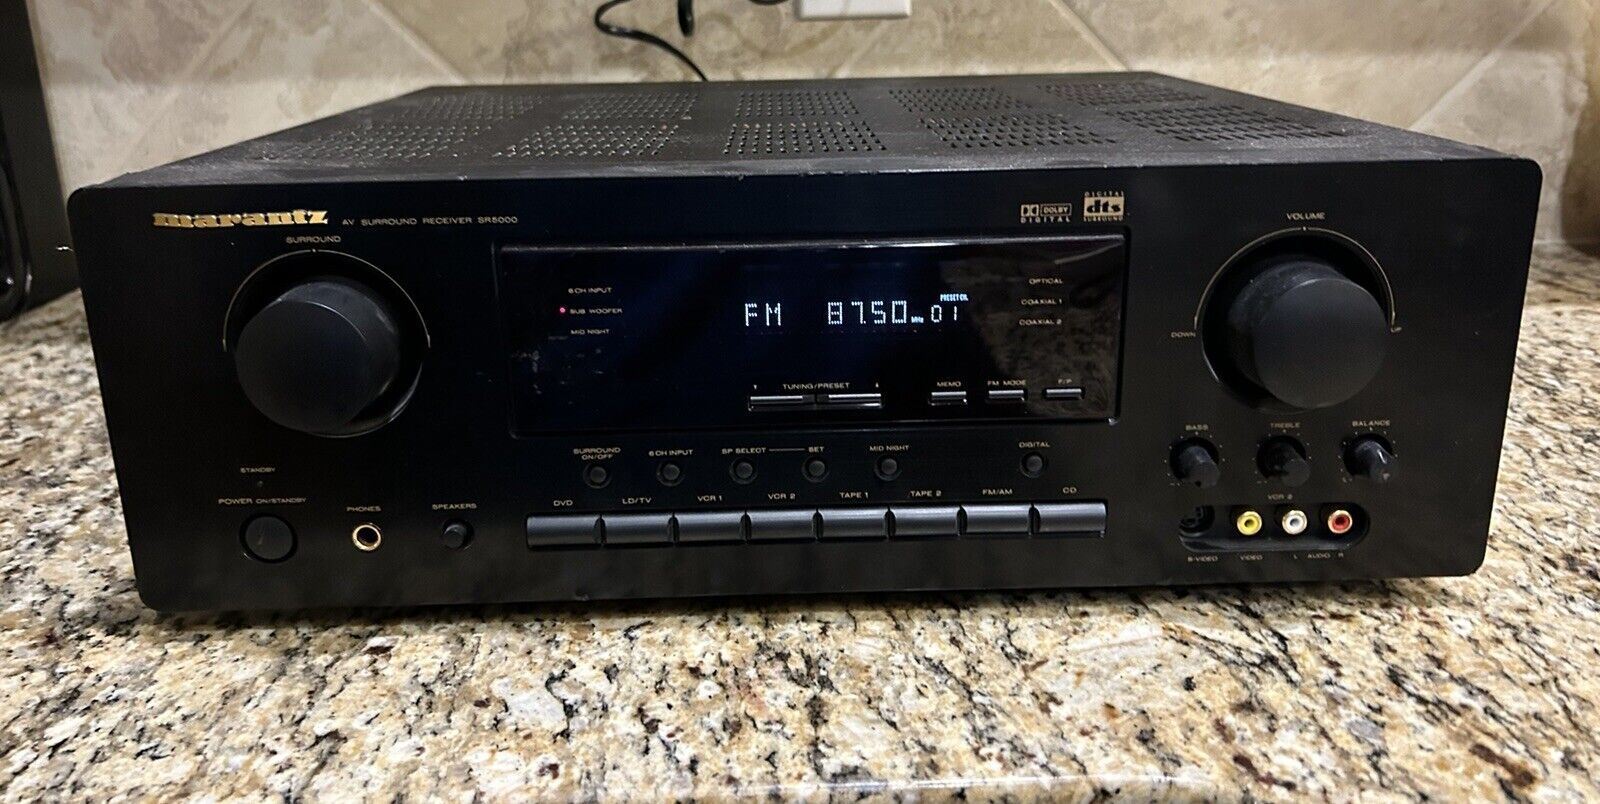 marantz AV SURROUND RECEIVER SR5000
DOLBY
DIGITAL
DIGITAL
dts
SURROUND
SURROUND
VOLUME
DOWN
UP
6CH INPUT
SUB WOOFER
MID NIGHT
FM 87.50 MHz 01
PRESET CH.
OPTICAL
COAXIAL 1
COAXIAL 2
TUNING/PRESET
MEMO
FM MODE
F/P
BASS
TREBLE
BALANCE
SURROUND
ON/OFF
6CH INPUT
SP SELECT
SET
MID NIGHT
DIGITAL
STANDBY
POWER ON/STANDBY
PHONES
SPEAKERS
DVD
LD/TV
VCR 1
VCR 2
TAPE 1
TAPE 2
FM/AM
CD
VCR 2
S-VIDEO
VIDEO
L AUDIO R